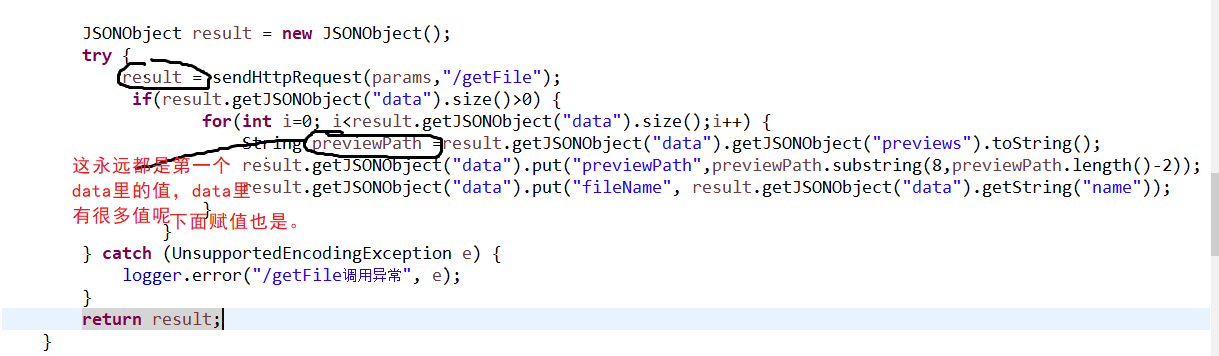 JSONObject result = new JSONObject();
try {
result = sendHttpRequest(params,"/getFile");
if(result.getJSONObject("data").size()>0) {
for(int i=0; i<result.getJSONObject("data").size();i++) {
String previewPath =result.getJSONObject("data").getJSONObject("previews").toString();
result.getJSONObject("data").put("previewPath",previewPath.substring(8,previewPath.length()-2));
result.getJSONObject("data").put("fileName", result.getJSONObject("data").getString("name"));
}
}
这永远都是第一个
data里的值，data里
有很多值呢
下面赋值也是。
} catch (UnsupportedEncodingException e) {
logger.error("/getFile调用异常", e);
}
return result;
}